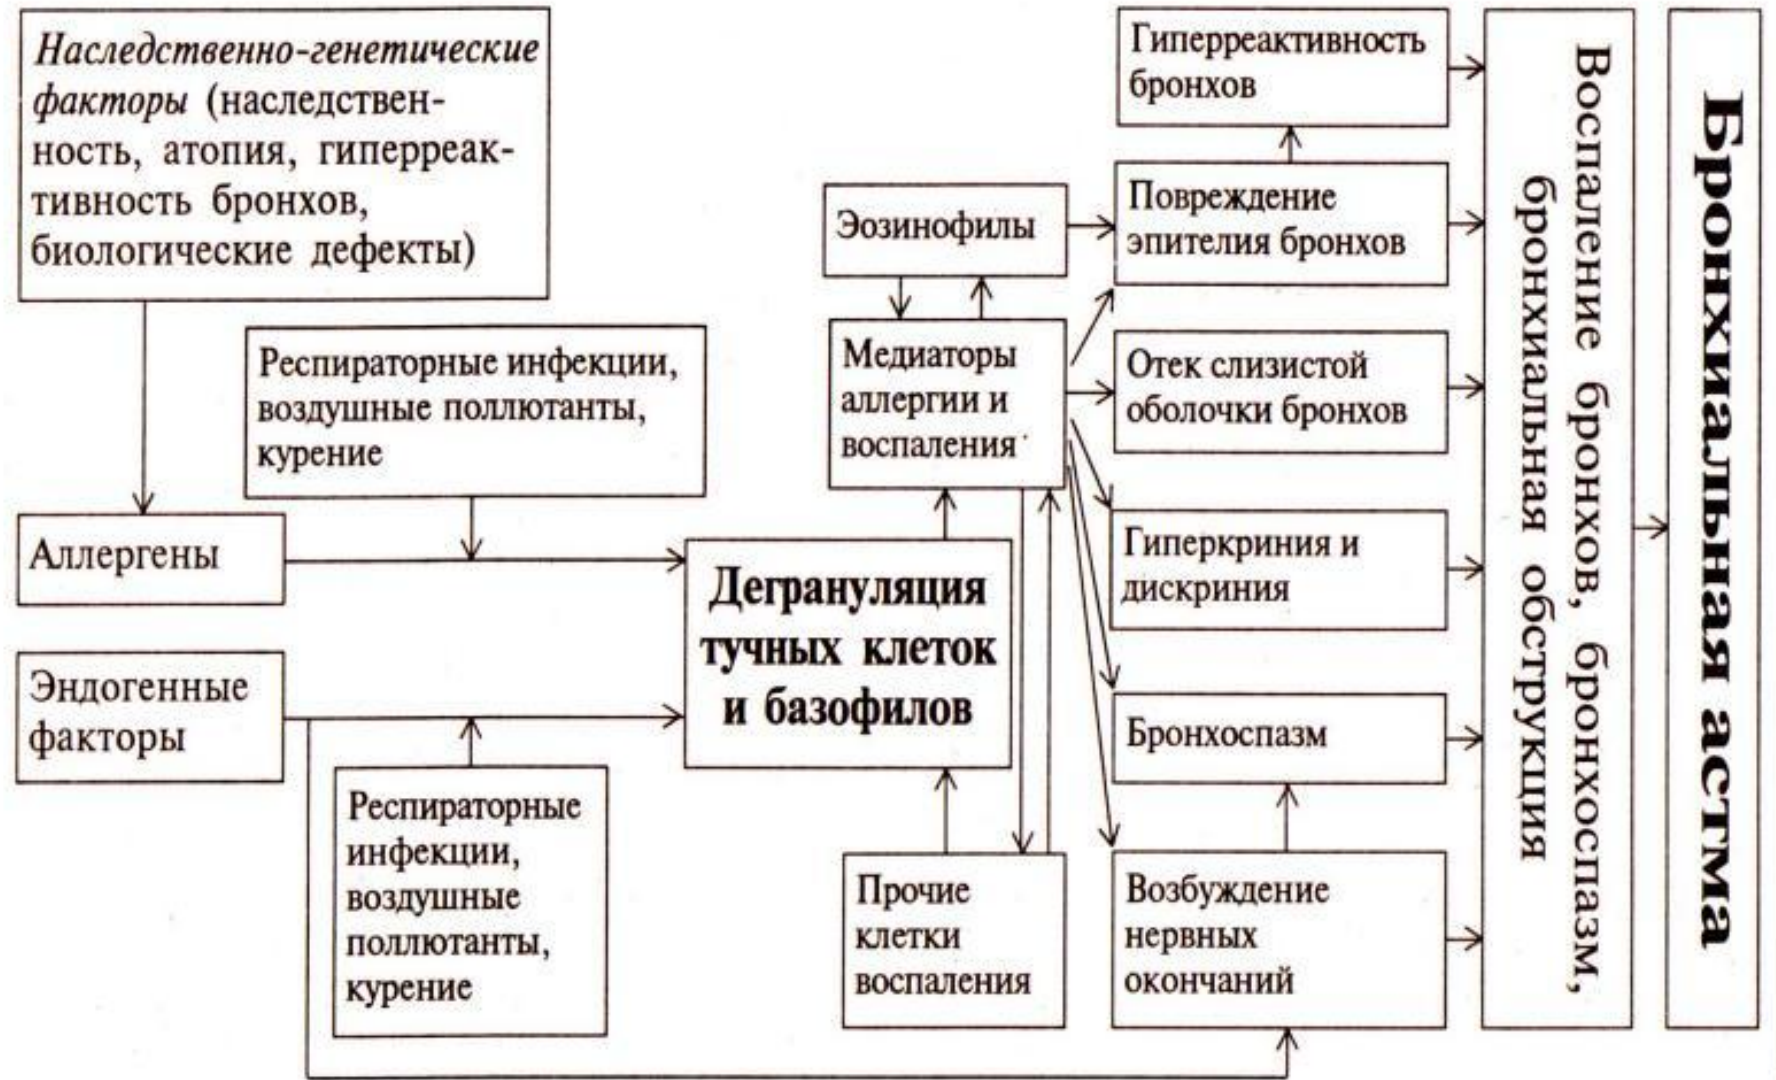 Наследственно-генетические
факторы (наследствен-
ность, атопия, гиперреак-
тивность бронхов,
биологические дефекты)
Респираторные инфекции,
воздушные поллютанты,
курение
Аллергены
Эндогенные
факторы
Респираторные
инфекции,
воздушные
поллютанты,
курение
Дегрануляция
тучных клеток
и базофилов
Эозинофилы
Медиаторы
аллергии и
воспаления
Прочие
клетки
воспаления
Гиперреактивность
бронхов
Повреждение
эпителия бронхов
Отек слизистой
оболочки бронхов
Гиперкриния и
дискриния
Бронхоспазм
Возбуждение
нервных
окончаний
Воспаление бронхов, бронхоспазм,
бронхиальная обструкция
Бронхиальная астма